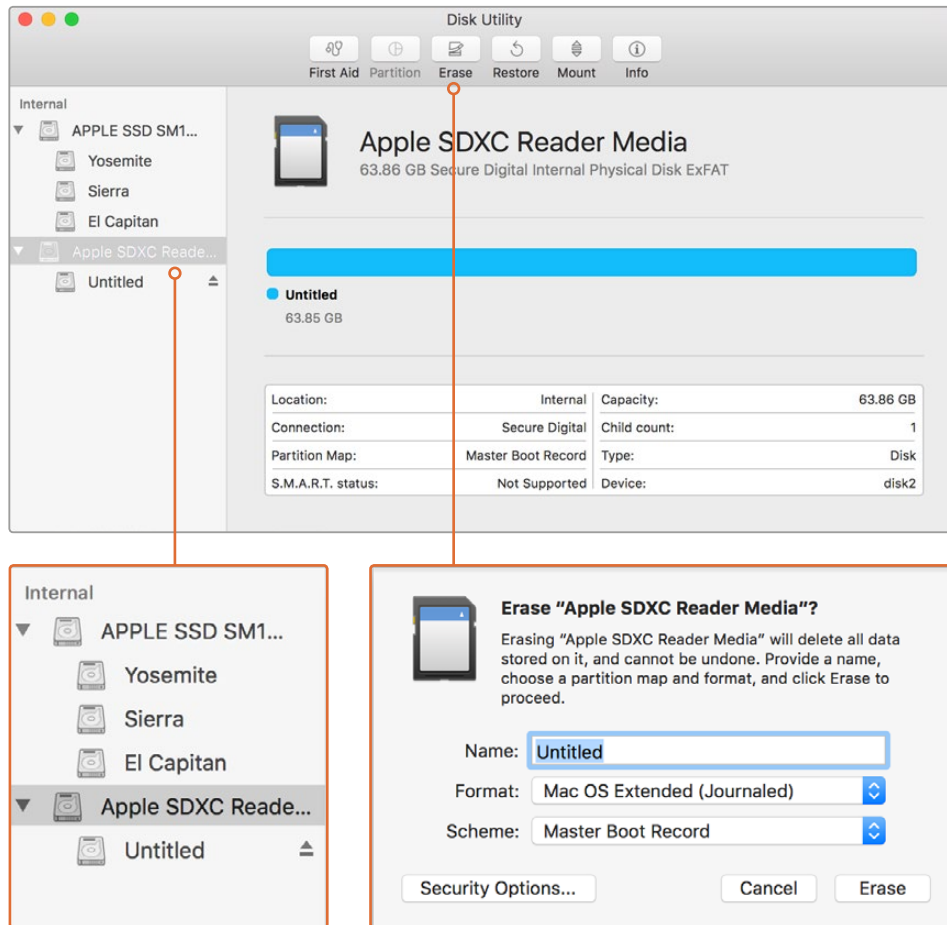 Disk Utility
First Aid Partition Erase Restore Mount Info
Internal
APPLE SSD SM1...
Yosemite
Sierra
El Capitan
Apple SDXC Reade...
Untitled
Apple SDXC Reader Media
63.86 GB Secure Digital Internal Physical Disk ExFAT
Untitled
63.85 GB
Location: Internal Capacity: 63.86 GB
Connection: Secure Digital Child count: 1
Partition Map: Master Boot Record Type: Disk
S.M.A.R.T. status: Not Supported Device: disk2
Internal
APPLE SSD SM1...
Yosemite
Sierra
El Capitan
Apple SDXC Reade...
Untitled
Erase “Apple SDXC Reader Media”?
Erasing “Apple SDXC Reader Media” will delete all data
stored on it, and cannot be undone. Provide a name,
choose a partition map and format, and click Erase to
proceed.
Name: Untitled
Format: Mac OS Extended (Journaled)
Scheme: Master Boot Record
Security Options... Cancel Erase